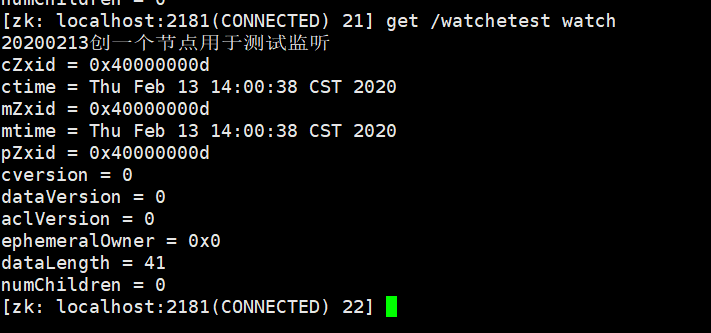 numChildren = 0
[zk: localhost:2181(CONNECTED) 21] get /watchetest watch
20200213创一个节点用于测试监听
cZxid = 0x40000000d
ctime = Thu Feb 13 14:00:38 CST 2020
mZxid = 0x40000000d
mtime = Thu Feb 13 14:00:38 CST 2020
pZxid = 0x40000000d
cversion = 0
dataVersion = 0
aclVersion = 0
ephemeralOwner = 0x0
dataLength = 41
numChildren = 0
[zk: localhost:2181(CONNECTED) 22]